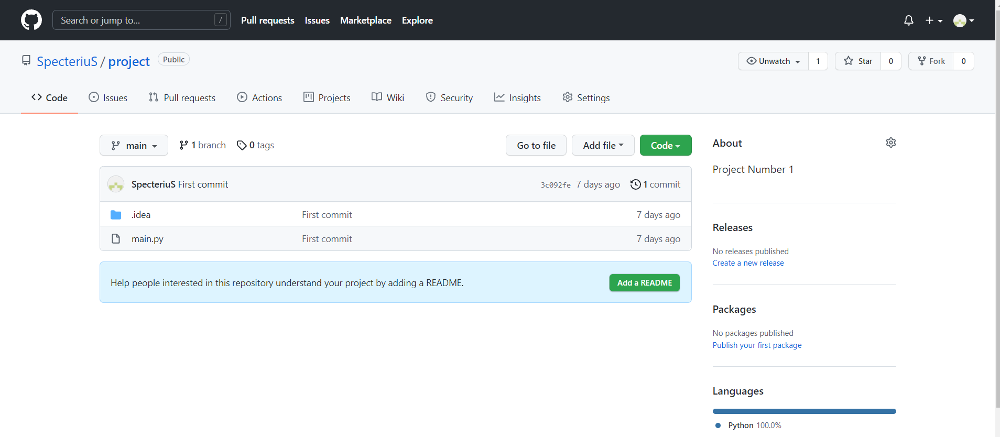 Search or jump to... / Pull requests Issues Marketplace Explore
SpecteriuS / project Public Unwatch 1 Star 0 Fork 0
Code Issues Pull requests Actions Projects Wiki Security Insights Settings
main 1 branch 0 tags Go to file Add file Code
SpecteriuS First commit 3c092fe 7 days ago 1 commit
.idea First commit 7 days ago
main.py First commit 7 days ago
Help people interested in this repository understand your project by adding a README. Add a README
About
Project Number 1
Releases
No releases published
Create a new release
Packages
No packages published
Publish your first package
Languages
Python 100.0%